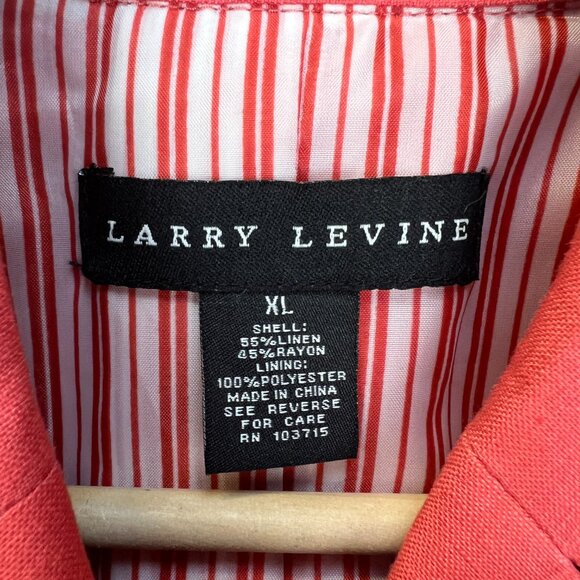 LARRY LEVINE
XL
SHELL:
55%LINEN
45%RAYON
LINING:
100%POLYESTER
MADE IN CHINA
SEE REVERSE
FOR CARE
RN 103715